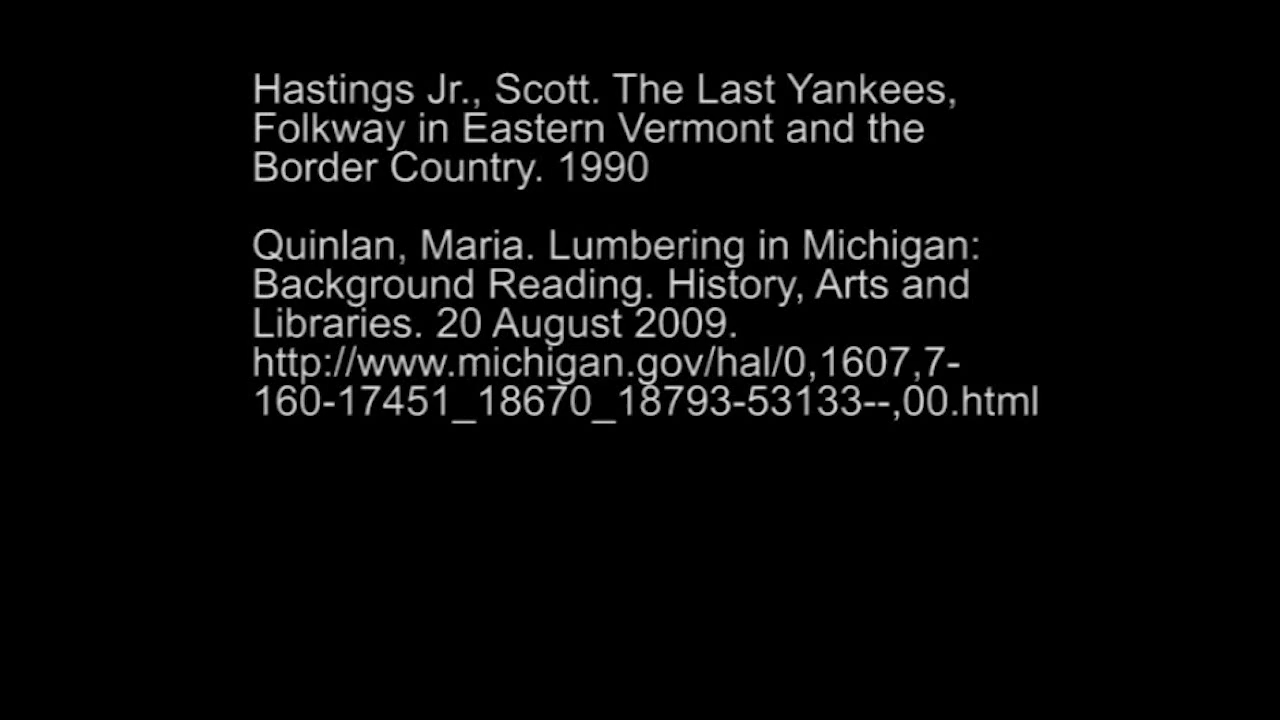 Hastings Jr., Scott. The Last Yankees,
Folkway in Eastern Vermont and the
Border Country. 1990
Quinlan, Maria. Lumbering in Michigan:
Background Reading. History, Arts and
Libraries. 20 August 2009.
http://www.michigan.gov/hal/0,1607,7-
160-17451_18670_18793-53133--,00.html